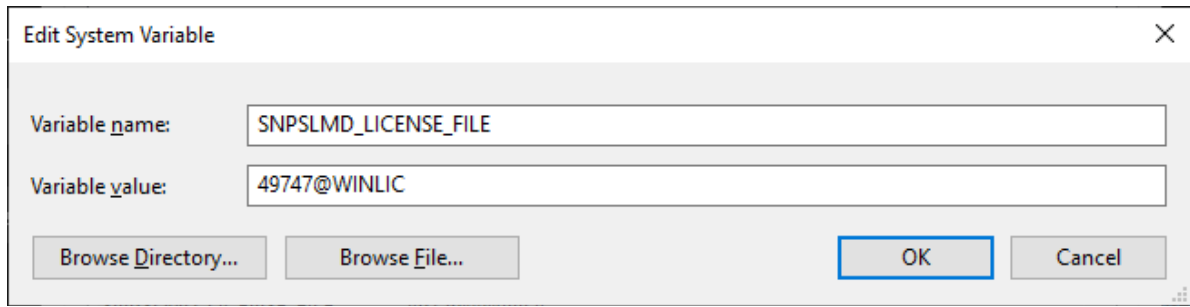 Edit System Variable
Variable name: SNPSLMD_LICENSE_FILE
Variable value: 49747@WINLIC
Browse Directory... Browse File... OK Cancel